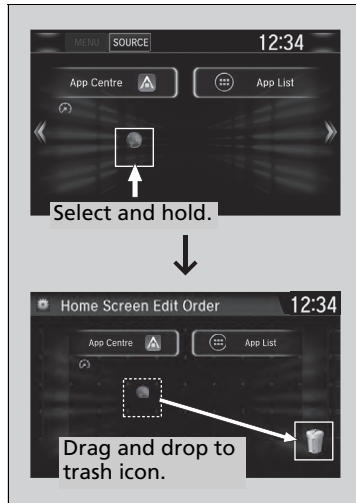 MENU SOURCE 12:34
App Centre App List
Select and hold.
Home Screen Edit Order 12:34
App Centre App List
Drag and drop to
trash icon.